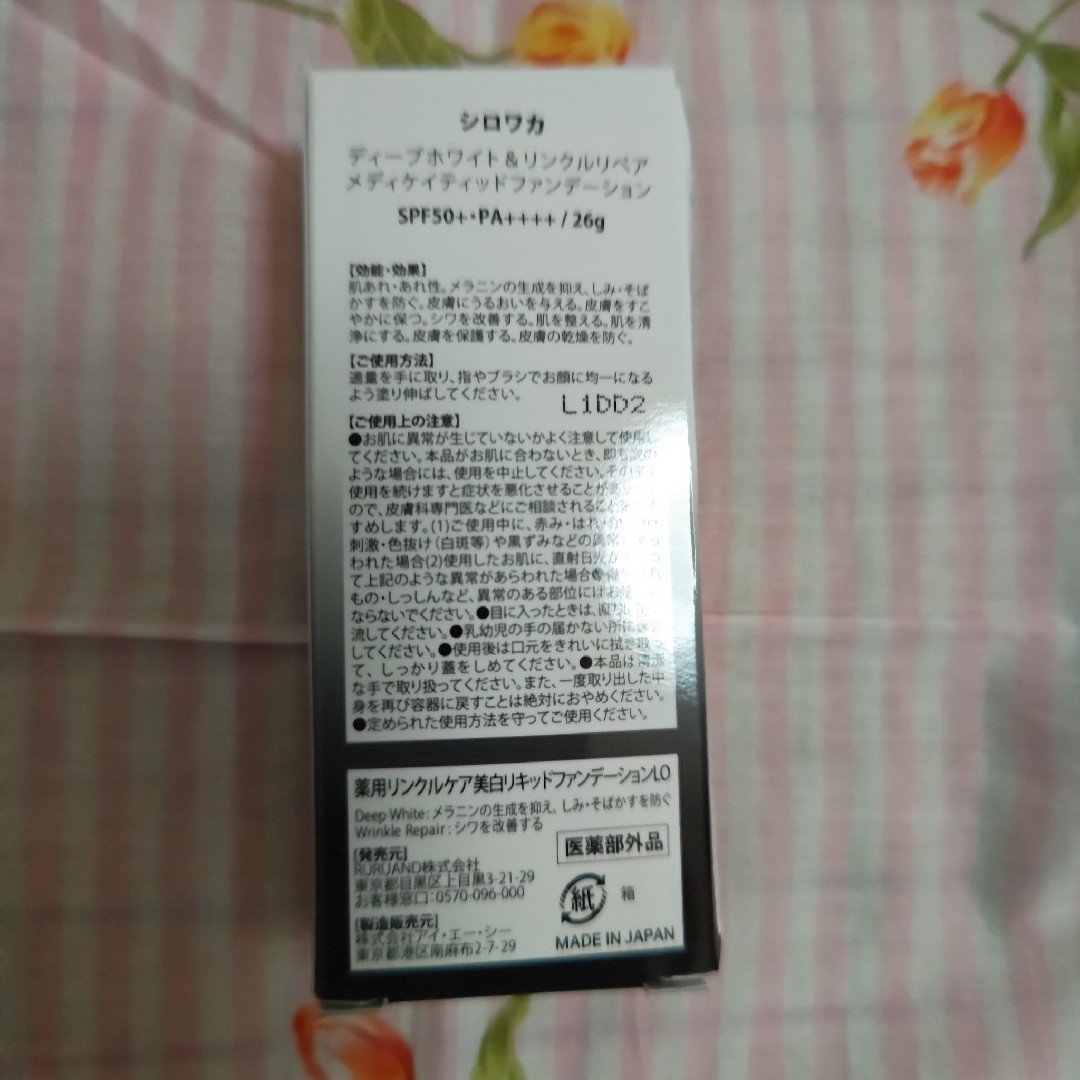 シロワカ
ディープホワイト＆リンクルリペア
メディケイティッドファンデーション
SPF50+・PA++++ / 26g
【効能・効果】
肌あれ・あれ性。メラニンの生成を抑え、しみ・そば
かすを防ぐ。皮膚にうるおいを与える。皮膚をすこ
やかに保つ。シワを改善する。肌を整える。肌を清
浄にする。皮膚を保護する。皮膚の乾燥を防ぐ。
【ご使用方法】
適量を手に取り、指やブラシでお顔に均一になる
よう塗り伸ばしてください。
L1DD2
【ご使用上の注意】
●お肌に異常が生じていないかよく注意して使用
てください。本品がお肌に合わないとき、即ち
ような場合には、使用を中止してください。
使用を続けますと症状を悪化させることが
ので、皮膚科専門医などにご相談されること
すめします。(1)ご使用中に、赤み・はれ・
刺激・色抜け（白斑等）や黒ずみなどの
われた場合(2)使用したお肌に、直射日光が
て上記のような異常があらわれた場合●
もの・しっしんなど、異常のある部位には
ならないでください。●目に入ったときは、
流してください。●乳幼児の手の届かない所に
してください。●使用後は口元をきれいに拭き取っ
て、しっかり蓋をしめてください。●本品は清潔
な手で取り扱ってください。また、一度取り出した中
身を再び容器に戻すことは絶対におやめください。
●定められた使用方法を守ってご使用ください。
薬用リンクルケア美白リキッドファンデーションLO
Deep White：メラニンの生成を抑え、しみ・そばかすを防ぐ
Wrinkle Repair：シワを改善する
医薬部外品
[発売元]
RURUAND株式会社
東京都目黒区上目黒3-21-29
お客様窓口：0570-096-000
紙 箱
[製造販売元]
株式会社アイ・エー・シー
東京都港区南麻布2-7-29
MADE IN JAPAN